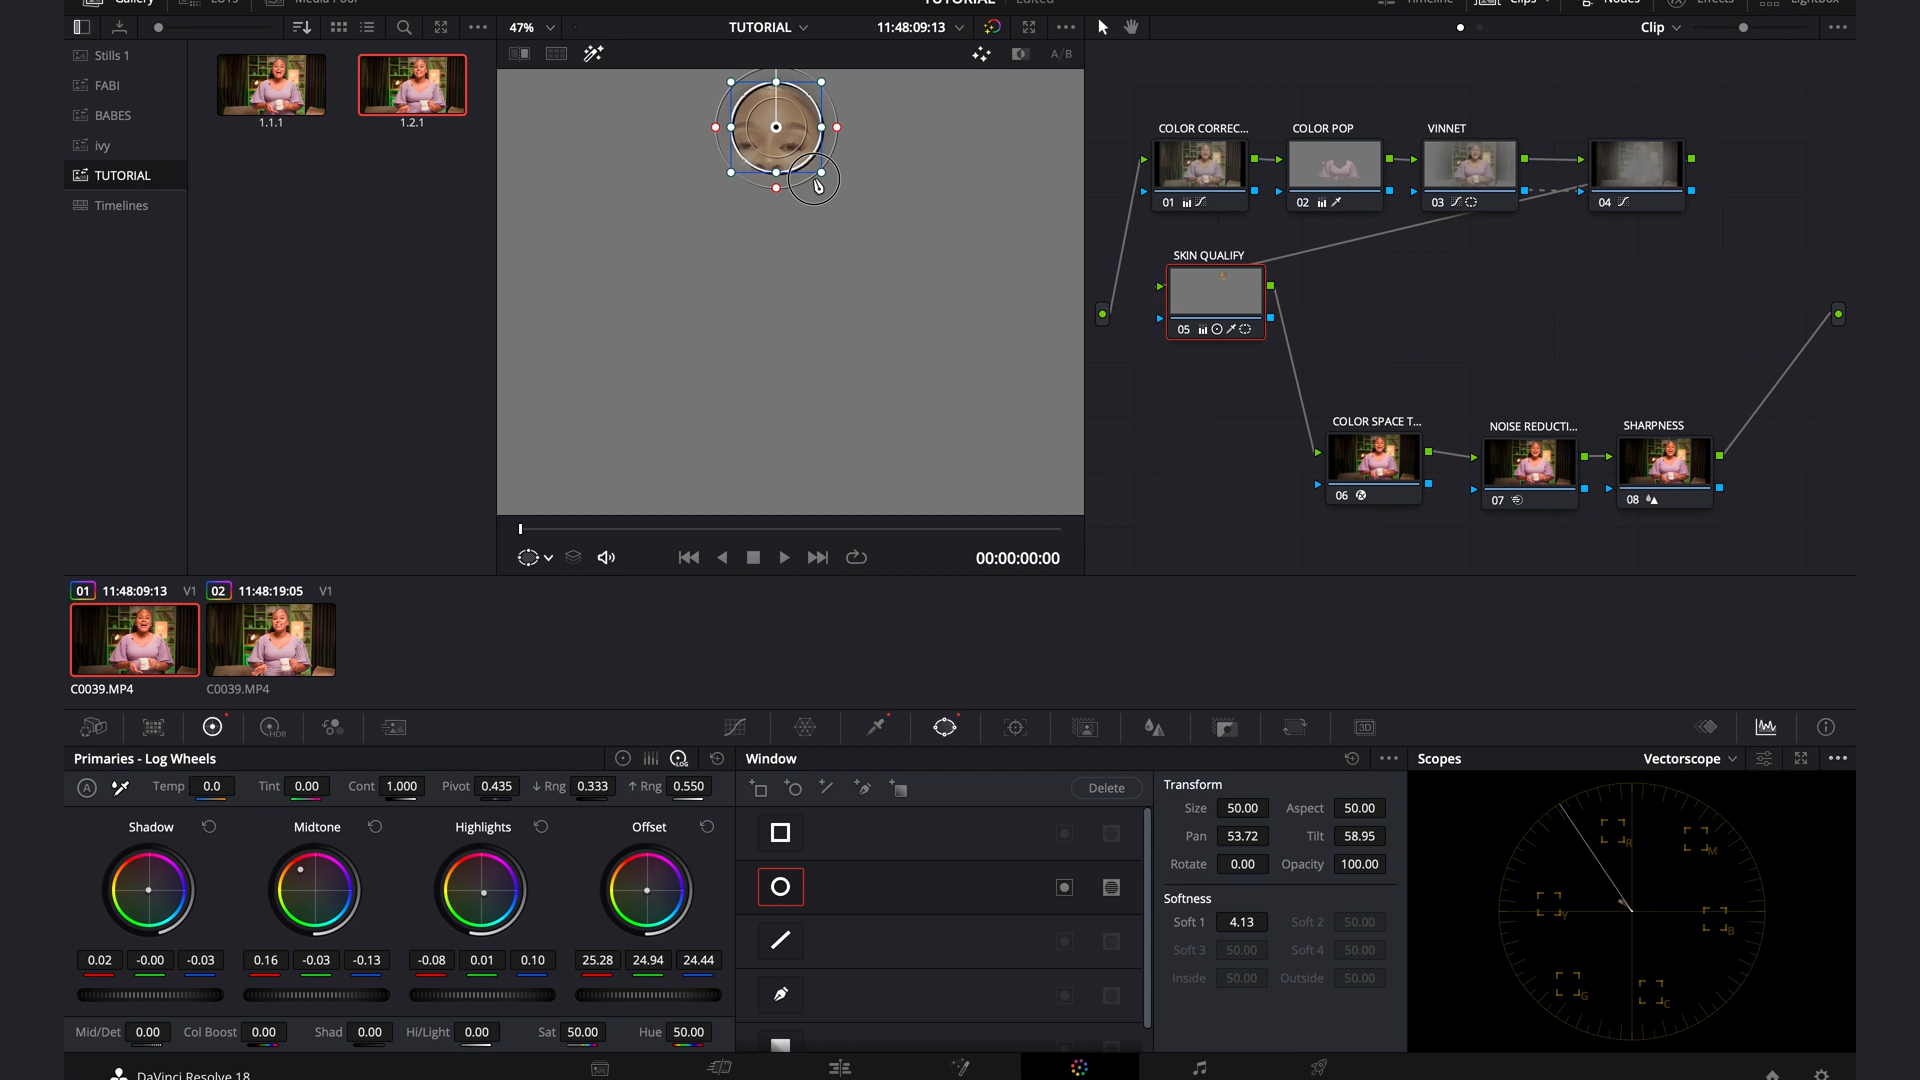 Gallery
LUTs
Media Pool
TUTORIAL
Edited
Timeline
Clips
Nodes
Effects
Lightbox
47%
TUTORIAL
11:48:09:13
Clip
A/B
Stills 1
FABI
BABES
ivy
TUTORIAL
Timelines
1.1.1
1.2.1
COLOR CORREC...
COLOR POP
VINNET
01
02
03
04
SKIN QUALIFY
05
COLOR SPACE T...
NOISE REDUCTI...
SHARPNESS
06
07
08
00:00:00:00
01 11:48:09:13 V1
02 11:48:19:05 V1
C0039.MP4
C0039.MP4
HDR
3D
Primaries - Log Wheels
LOG
A
Temp 0.0
Tint 0.00
Cont 1.000
Pivot 0.435
↓ Rng 0.333
↑ Rng 0.550
Shadow
Midtone
Highlights
Offset
0.02 -0.00 -0.03
0.16 -0.03 -0.13
-0.08 0.01 0.10
25.28 24.94 24.44
Mid/Det 0.00
Col Boost 0.00
Shad 0.00
Hi/Light 0.00
Sat 50.00
Hue 50.00
Window
Delete
Transform
Size 50.00 Aspect 50.00
Pan 53.72 Tilt 58.95
Rotate 0.00 Opacity 100.00
Softness
Soft 1 4.13 Soft 2 50.00
Soft 3 50.00 Soft 4 50.00
Inside 50.00 Outside 50.00
Scopes
Vectorscope
R
M
Y
B
G
C
DaVinci Resolve 18